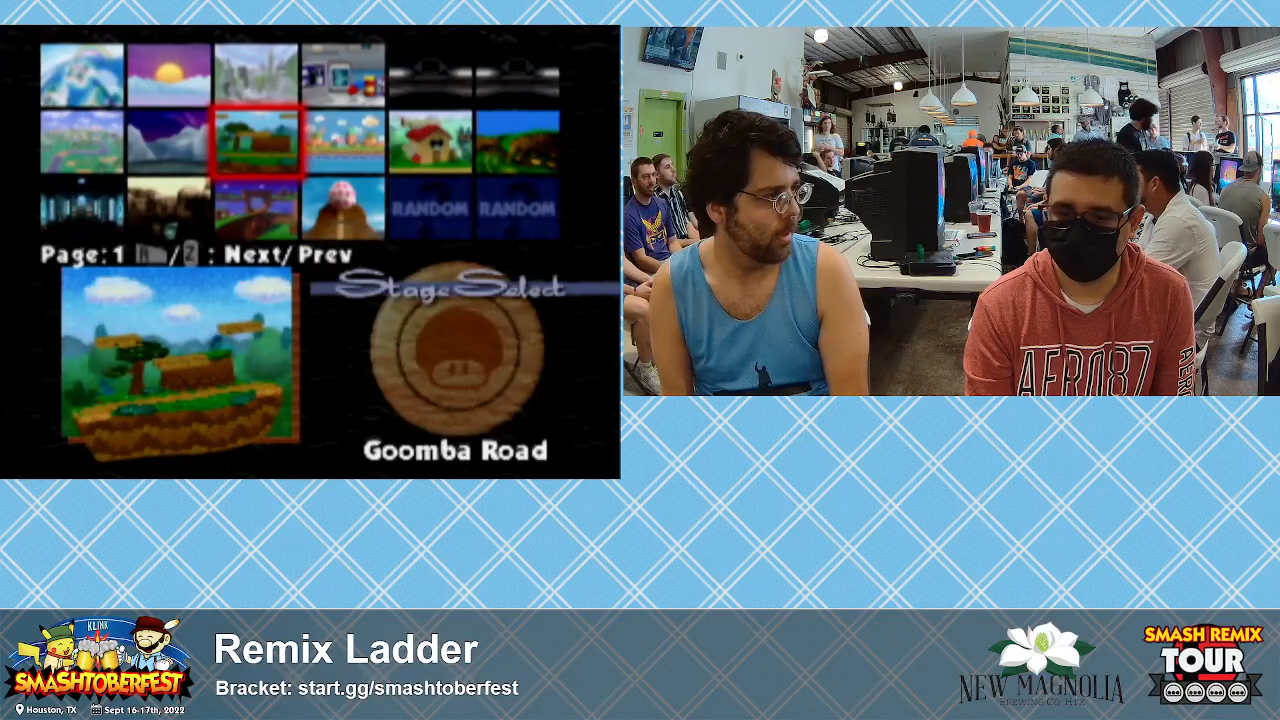 RANDOM RANDOM
Page:1 R/Z : Next/Prev
Stage Select
Goomba Road
AERO87
AERO
KLINK
SMASHTOBERFEST
Houston, TX Sept 16-17th, 2022
Remix Ladder
Bracket: start.gg/smashtoberfest
NEW MAGNOLIA
BREWING CO. HTX
SMASH REMIX
TOUR